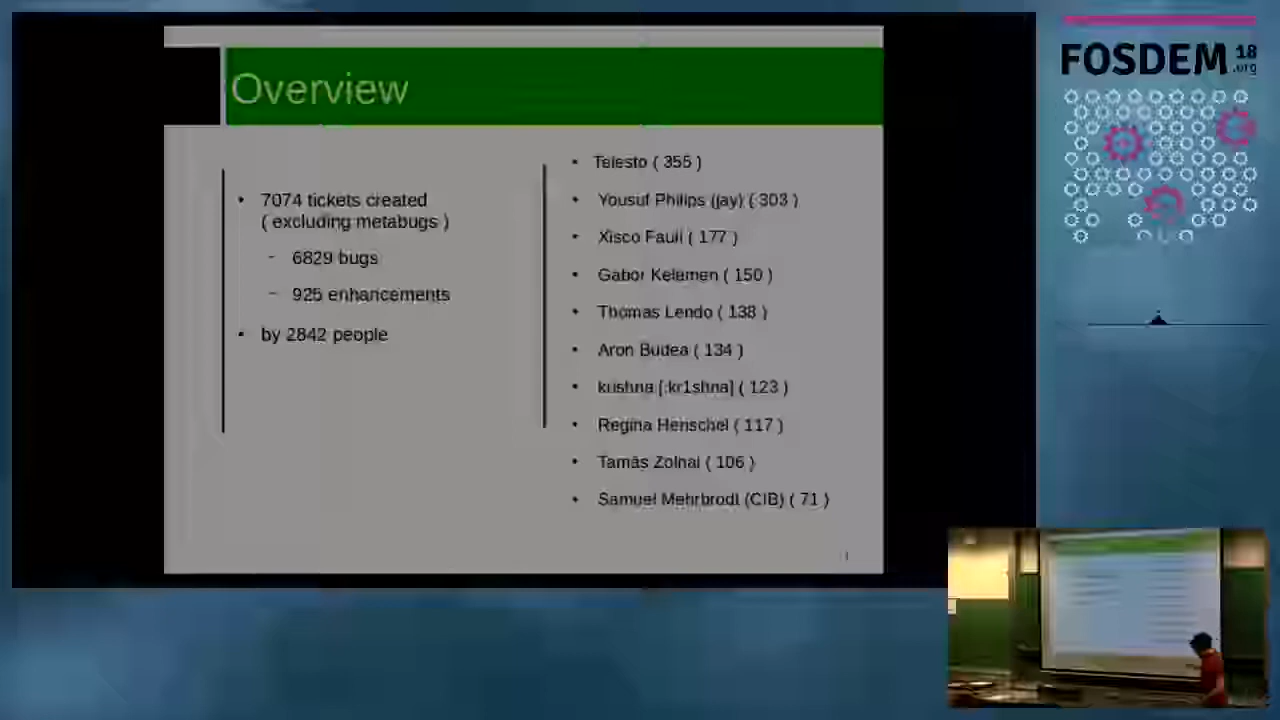 Overview
7074 tickets created
( excluding metabugs )
6829 bugs
925 enhancements
by 2842 people
Telesto ( 355 )
Yousuf Philips (jay) ( 303 )
Xisco Faulí ( 177 )
Gabor Kelemen ( 150 )
Thomas Lendo ( 138 )
Aron Budea ( 134 )
krishna [:kr1shna] ( 123 )
Regina Henschel ( 117 )
Tamás Zolnai ( 106 )
Samuel Mehrbrodt (CIB) ( 71 )
FOSDEM 18
.org